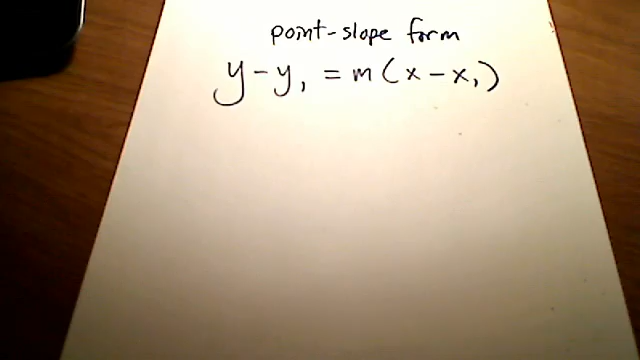 point-slope form
y - y₁ = m(x - x₁)